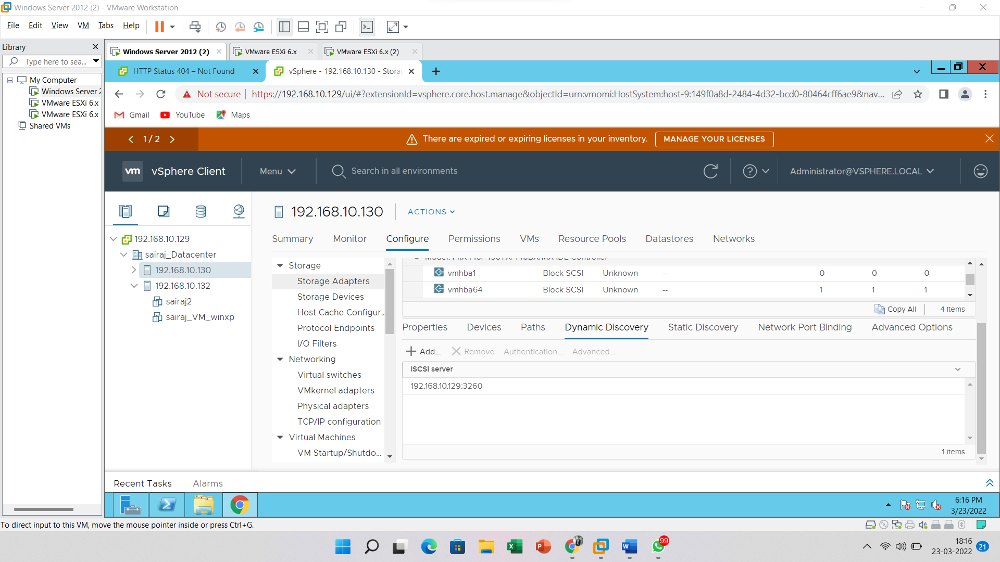 Windows Server 2012 (2) - VMware Workstation
File Edit View VM Tabs Help
Library
Type here to sea...
My Computer
Windows Server 2
VMware ESXi 6.x
VMware ESXi 6.x
Shared VMs
Windows Server 2012 (2)
VMware ESXi 6.x
VMware ESXi 6.x (2)
HTTP Status 404 – Not Found
vSphere - 192.168.10.130 - Stora
Not secure
https://192.168.10.129/ui/#?extensionId=vsphere.core.host.manage&objectId=urn:vmomi:HostSystem:host-9:149f0a8d-2484-4d32-bcd0-80464cff6ae9&nav...
Gmail YouTube Maps
1 / 2
There are expired or expiring licenses in your inventory.
MANAGE YOUR LICENSES
vm vSphere Client
Menu
Search in all environments
Administrator@VSPHERE.LOCAL
192.168.10.129
sairaj_Datacenter
192.168.10.130
192.168.10.132
sairaj2
sairaj_VM_winxp
192.168.10.130
ACTIONS
Summary Monitor Configure Permissions VMs Resource Pools Datastores Networks
Storage
Storage Adapters
Storage Devices
Host Cache Configur..
Protocol Endpoints
I/O Filters
Networking
Virtual switches
VMkernel adapters
Physical adapters
TCP/IP configuration
Virtual Machines
VM Startup/Shutdo...
vmhba1 Block SCSI Unknown -- 0 0 0
vmhba64 Block SCSI Unknown -- 1 1 1
Copy All 4 items
Properties Devices Paths Dynamic Discovery Static Discovery Network Port Binding Advanced Options
Add... Remove Authentication... Advanced...
iSCSI server
192.168.10.129:3260
1 items
Recent Tasks Alarms
6:16 PM
3/23/2022
To direct input to this VM, move the mouse pointer inside or press Ctrl+G.
99
18:16
23-03-2022
21